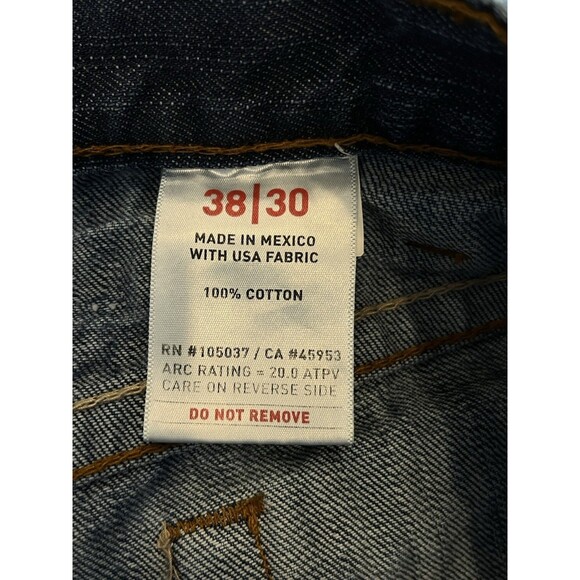 38|30
MADE IN MEXICO
WITH USA FABRIC
100% COTTON
RN #105037 / CA #45953
ARC RATING = 20.0 ATPV
CARE ON REVERSE SIDE
DO NOT REMOVE